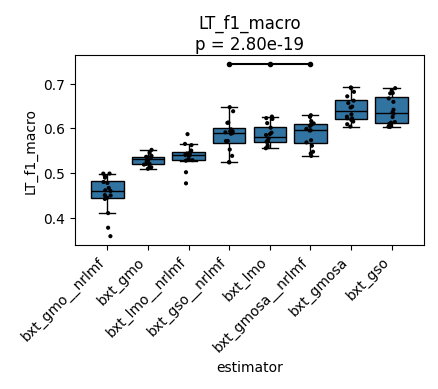 LT_f1_macro
p = 2.80e-19
LT_f1_macro
0.7
0.6
0.5
0.4
bxt_gmo__nrlmf
bxt_gmo
bxt_lmo__nrlmf
bxt_gso__nrlmf
bxt_lmo
bxt_gmosa__nrlmf
bxt_gmosa
bxt_gso
estimator